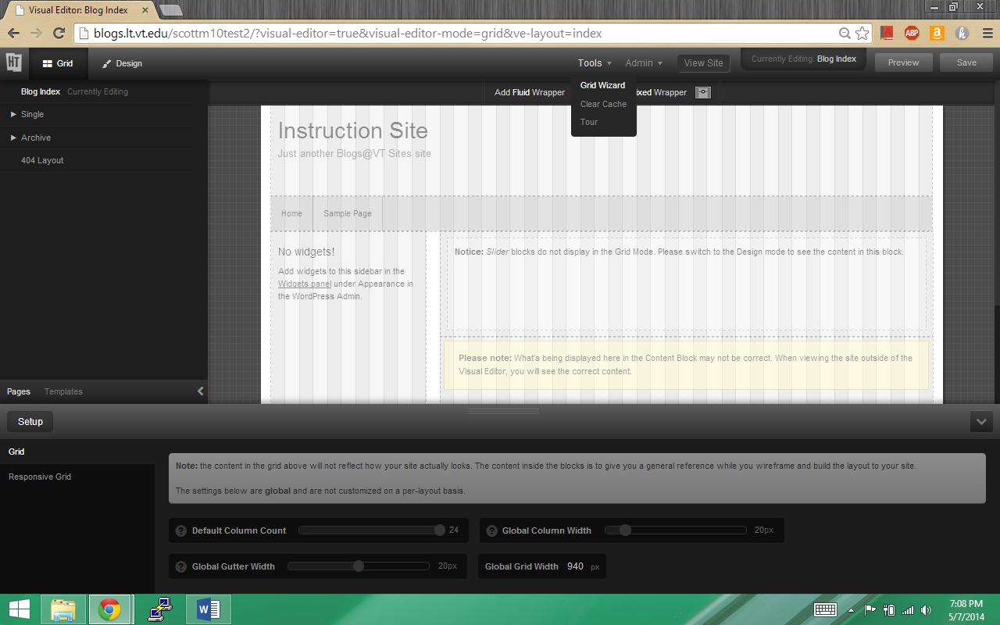 Visual Editor: Blog Index
blogs.lt.vt.edu/scottm10test2/?visual-editor=true&visual-editor-mode=grid&ve-layout=index
ABP
HT
Grid
Design
Tools
Admin
View Site
Currently Editing: Blog Index
Preview
Save
Blog Index Currently Editing
Add Fluid Wrapper
ixed Wrapper
Grid Wizard
Clear Cache
Tour
Single
Archive
404 Layout
Instruction Site
Just another Blogs@VT Sites site
Home
Sample Page
No widgets!
Add widgets to this sidebar in the
Widgets panel under Appearance in
the WordPress Admin.
Notice: Slider blocks do not display in the Grid Mode. Please switch to the Design mode to see the content in this block.
Please note: What's being displayed here in the Content Block may not be correct. When viewing the site outside of the
Visual Editor, you will see the correct content.
Pages
Templates
Setup
Grid
Responsive Grid
Note: the content in the grid above will not reflect how your site actually looks. The content inside the blocks is to give you a general reference while you wireframe and build the layout to your site.
The settings below are global and are not customized on a per-layout basis.
? Default Column Count 24
? Global Column Width 20px
? Global Gutter Width 20px
Global Grid Width 940 px
7:08 PM
5/7/2014